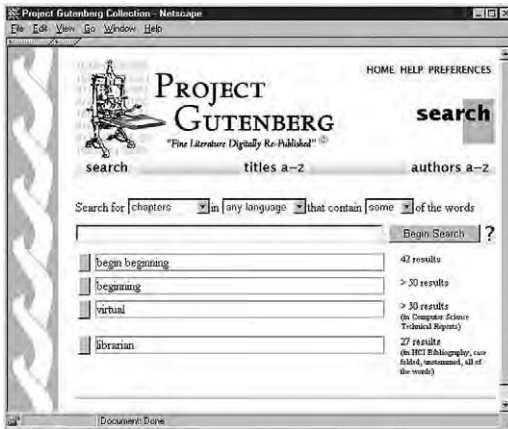 Project Gutenberg Collection - Netscape
File Edit View Go Window Help
HOME HELP PREFERENCES
PROJECT
GUTENBERG
"Fine Literature Digitally Re-Published" ©
search
search titles a-z authors a-z
Search for chapters in any language that contain some of the words
Begin Search ?
begin beginning 42 results
beginning > 50 results
virtual > 50 results
(in Computer Science
Technical Reports)
librarian 27 results
(in HCI Bibliography, case
folded, unstemmed, all of
the words)
Document: Done